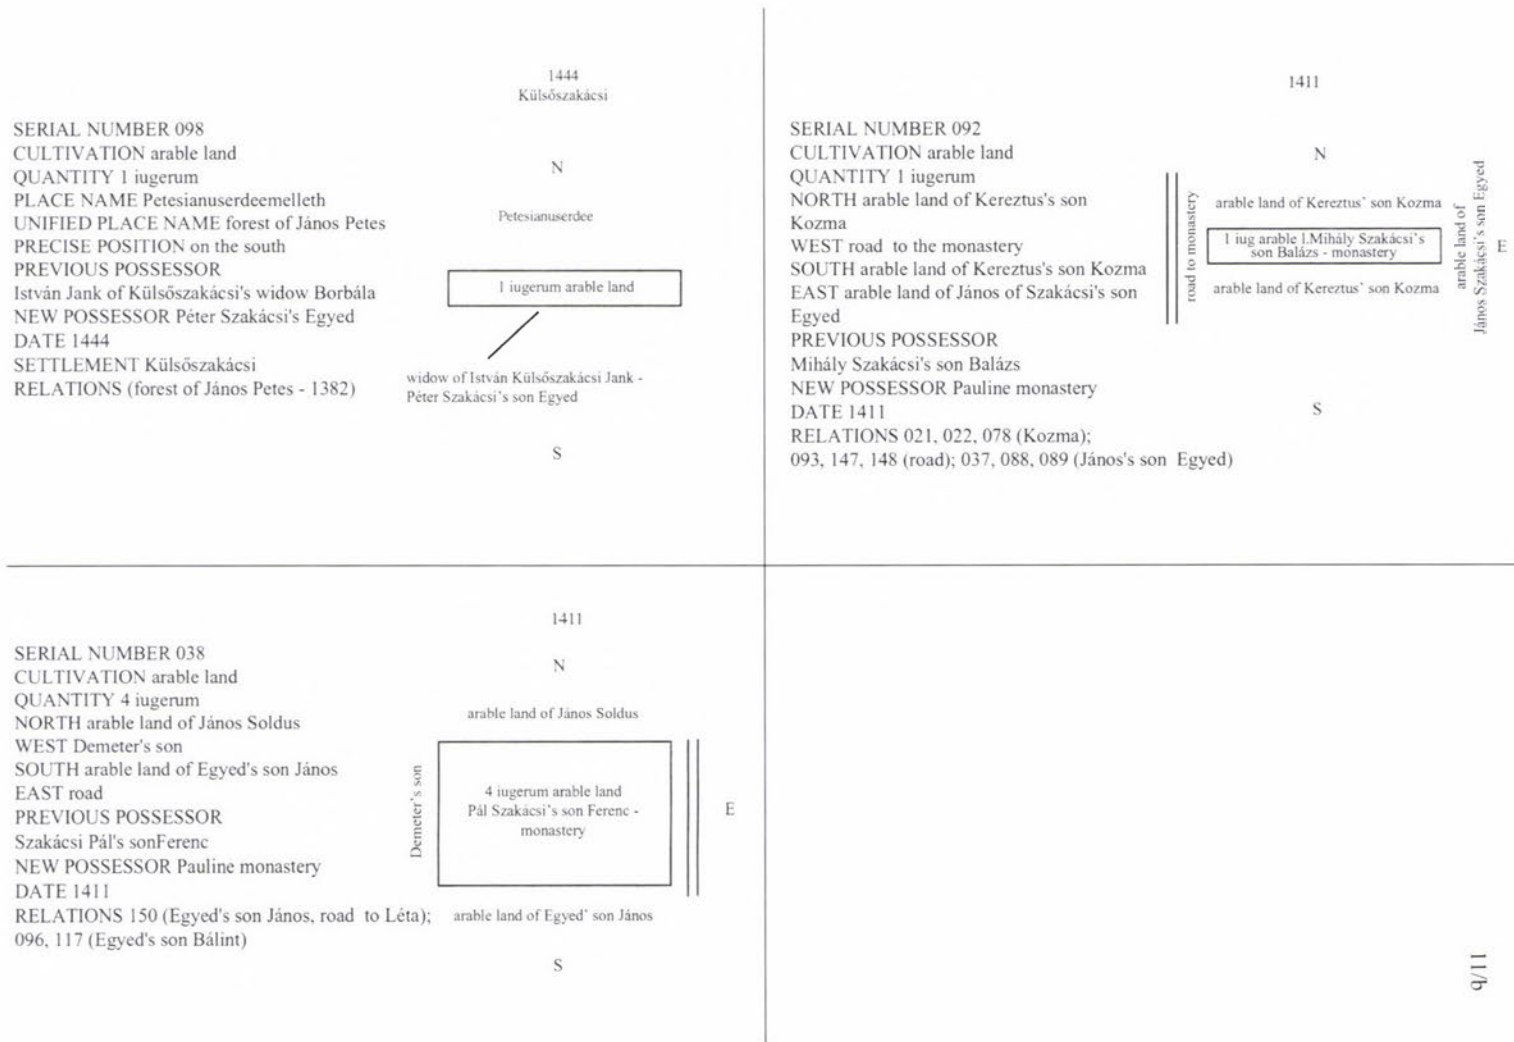 1444
Külsőszakácsi
SERIAL NUMBER 098
CULTIVATION arable land
QUANTITY 1 iugerum
PLACE NAME Petesianuserdeemelleth
UNIFIED PLACE NAME forest of János Petes
PRECISE POSITION on the south
PREVIOUS POSSESSOR
István Jank of Külsőszakácsi's widow Borbála
NEW POSSESSOR Péter Szakácsi's Egyed
DATE 1444
SETTLEMENT Külsőszakácsi
RELATIONS (forest of János Petes - 1382)
N
Petesianuserdee
1 iugerum arable land
widow of István Külsőszakácsi Jank -
Péter Szakácsi's son Egyed
S
1411
SERIAL NUMBER 092
CULTIVATION arable land
QUANTITY 1 iugerum
NORTH arable land of Kereztus's son
Kozma
WEST road to the monastery
SOUTH arable land of Kereztus's son Kozma
EAST arable land of János of Szakácsi's son
Egyed
PREVIOUS POSSESSOR
Mihály Szakácsi's son Balázs
NEW POSSESSOR Pauline monastery
DATE 1411
RELATIONS 021, 022, 078 (Kozma);
093, 147, 148 (road); 037, 088, 089 (János's son Egyed)
N
road to monastery
arable land of Kereztus' son Kozma
1 iug arable l.Mihály Szakácsi's
son Balázs - monastery
arable land of Kereztus' son Kozma
arable land of
János Szakácsi's son Egyed
E
S
1411
SERIAL NUMBER 038
CULTIVATION arable land
QUANTITY 4 iugerum
NORTH arable land of János Soldus
WEST Demeter's son
SOUTH arable land of Egyed's son János
EAST road
PREVIOUS POSSESSOR
Szakácsi Pál's sonFerenc
NEW POSSESSOR Pauline monastery
DATE 1411
RELATIONS 150 (Egyed's son János, road to Léta);
096, 117 (Egyed's son Bálint)
N
arable land of János Soldus
Demeter's son
4 iugerum arable land
Pál Szakácsi's son Ferenc -
monastery
E
arable land of Egyed' son János
S
11/b